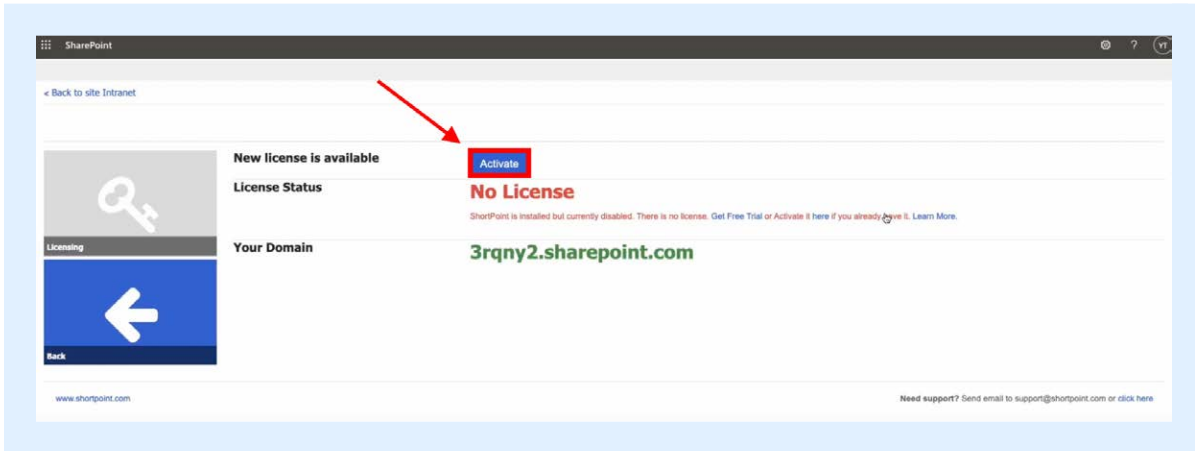 SharePoint
?
YT
« Back to site Intranet
New license is available
Activate
License Status
No License
ShortPoint is installed but currently disabled. There is no license. Get Free Trial or Activate it here if you already have it. Learn More.
Licensing
Your Domain
3rqny2.sharepoint.com
Back
www.shortpoint.com
Need support? Send email to support@shortpoint.com or click here